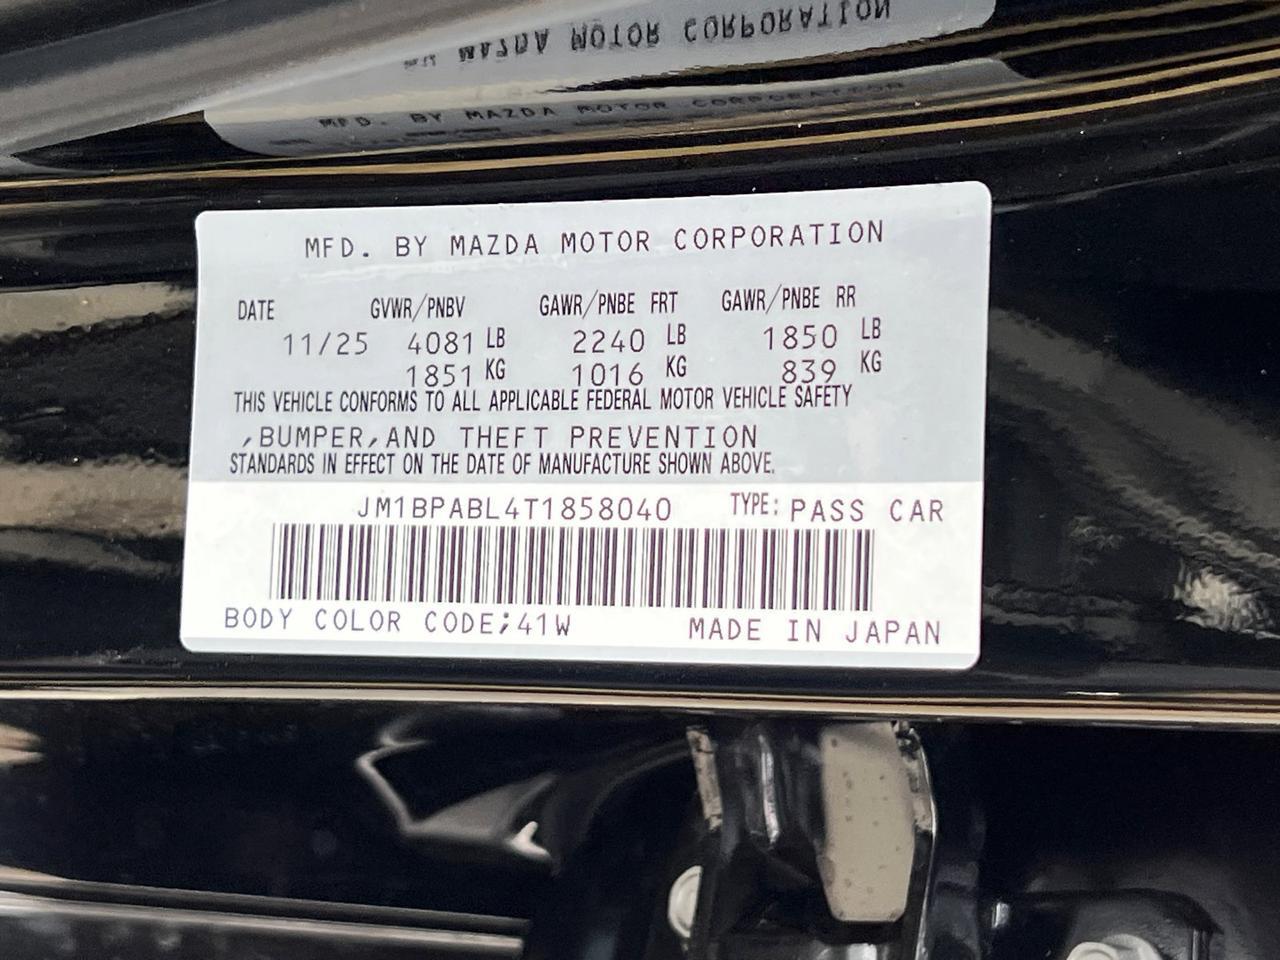 MAZDA MOTOR CORPORATION
MFD. BY MAZDA MOTOR CORPORATION
MFD. BY MAZDA MOTOR CORPORATION
DATE GVWR/PNBV GAWR/PNBE FRT GAWR/PNBE RR
11/25 4081 LB 2240 LB 1850 LB
1851 KG 1016 KG 839 KG
THIS VEHICLE CONFORMS TO ALL APPLICABLE FEDERAL MOTOR VEHICLE SAFETY
,BUMPER,AND THEFT PREVENTION
STANDARDS IN EFFECT ON THE DATE OF MANUFACTURE SHOWN ABOVE.
JM1BPABL4T1858040 TYPE: PASS CAR
BODY COLOR CODE;41W MADE IN JAPAN